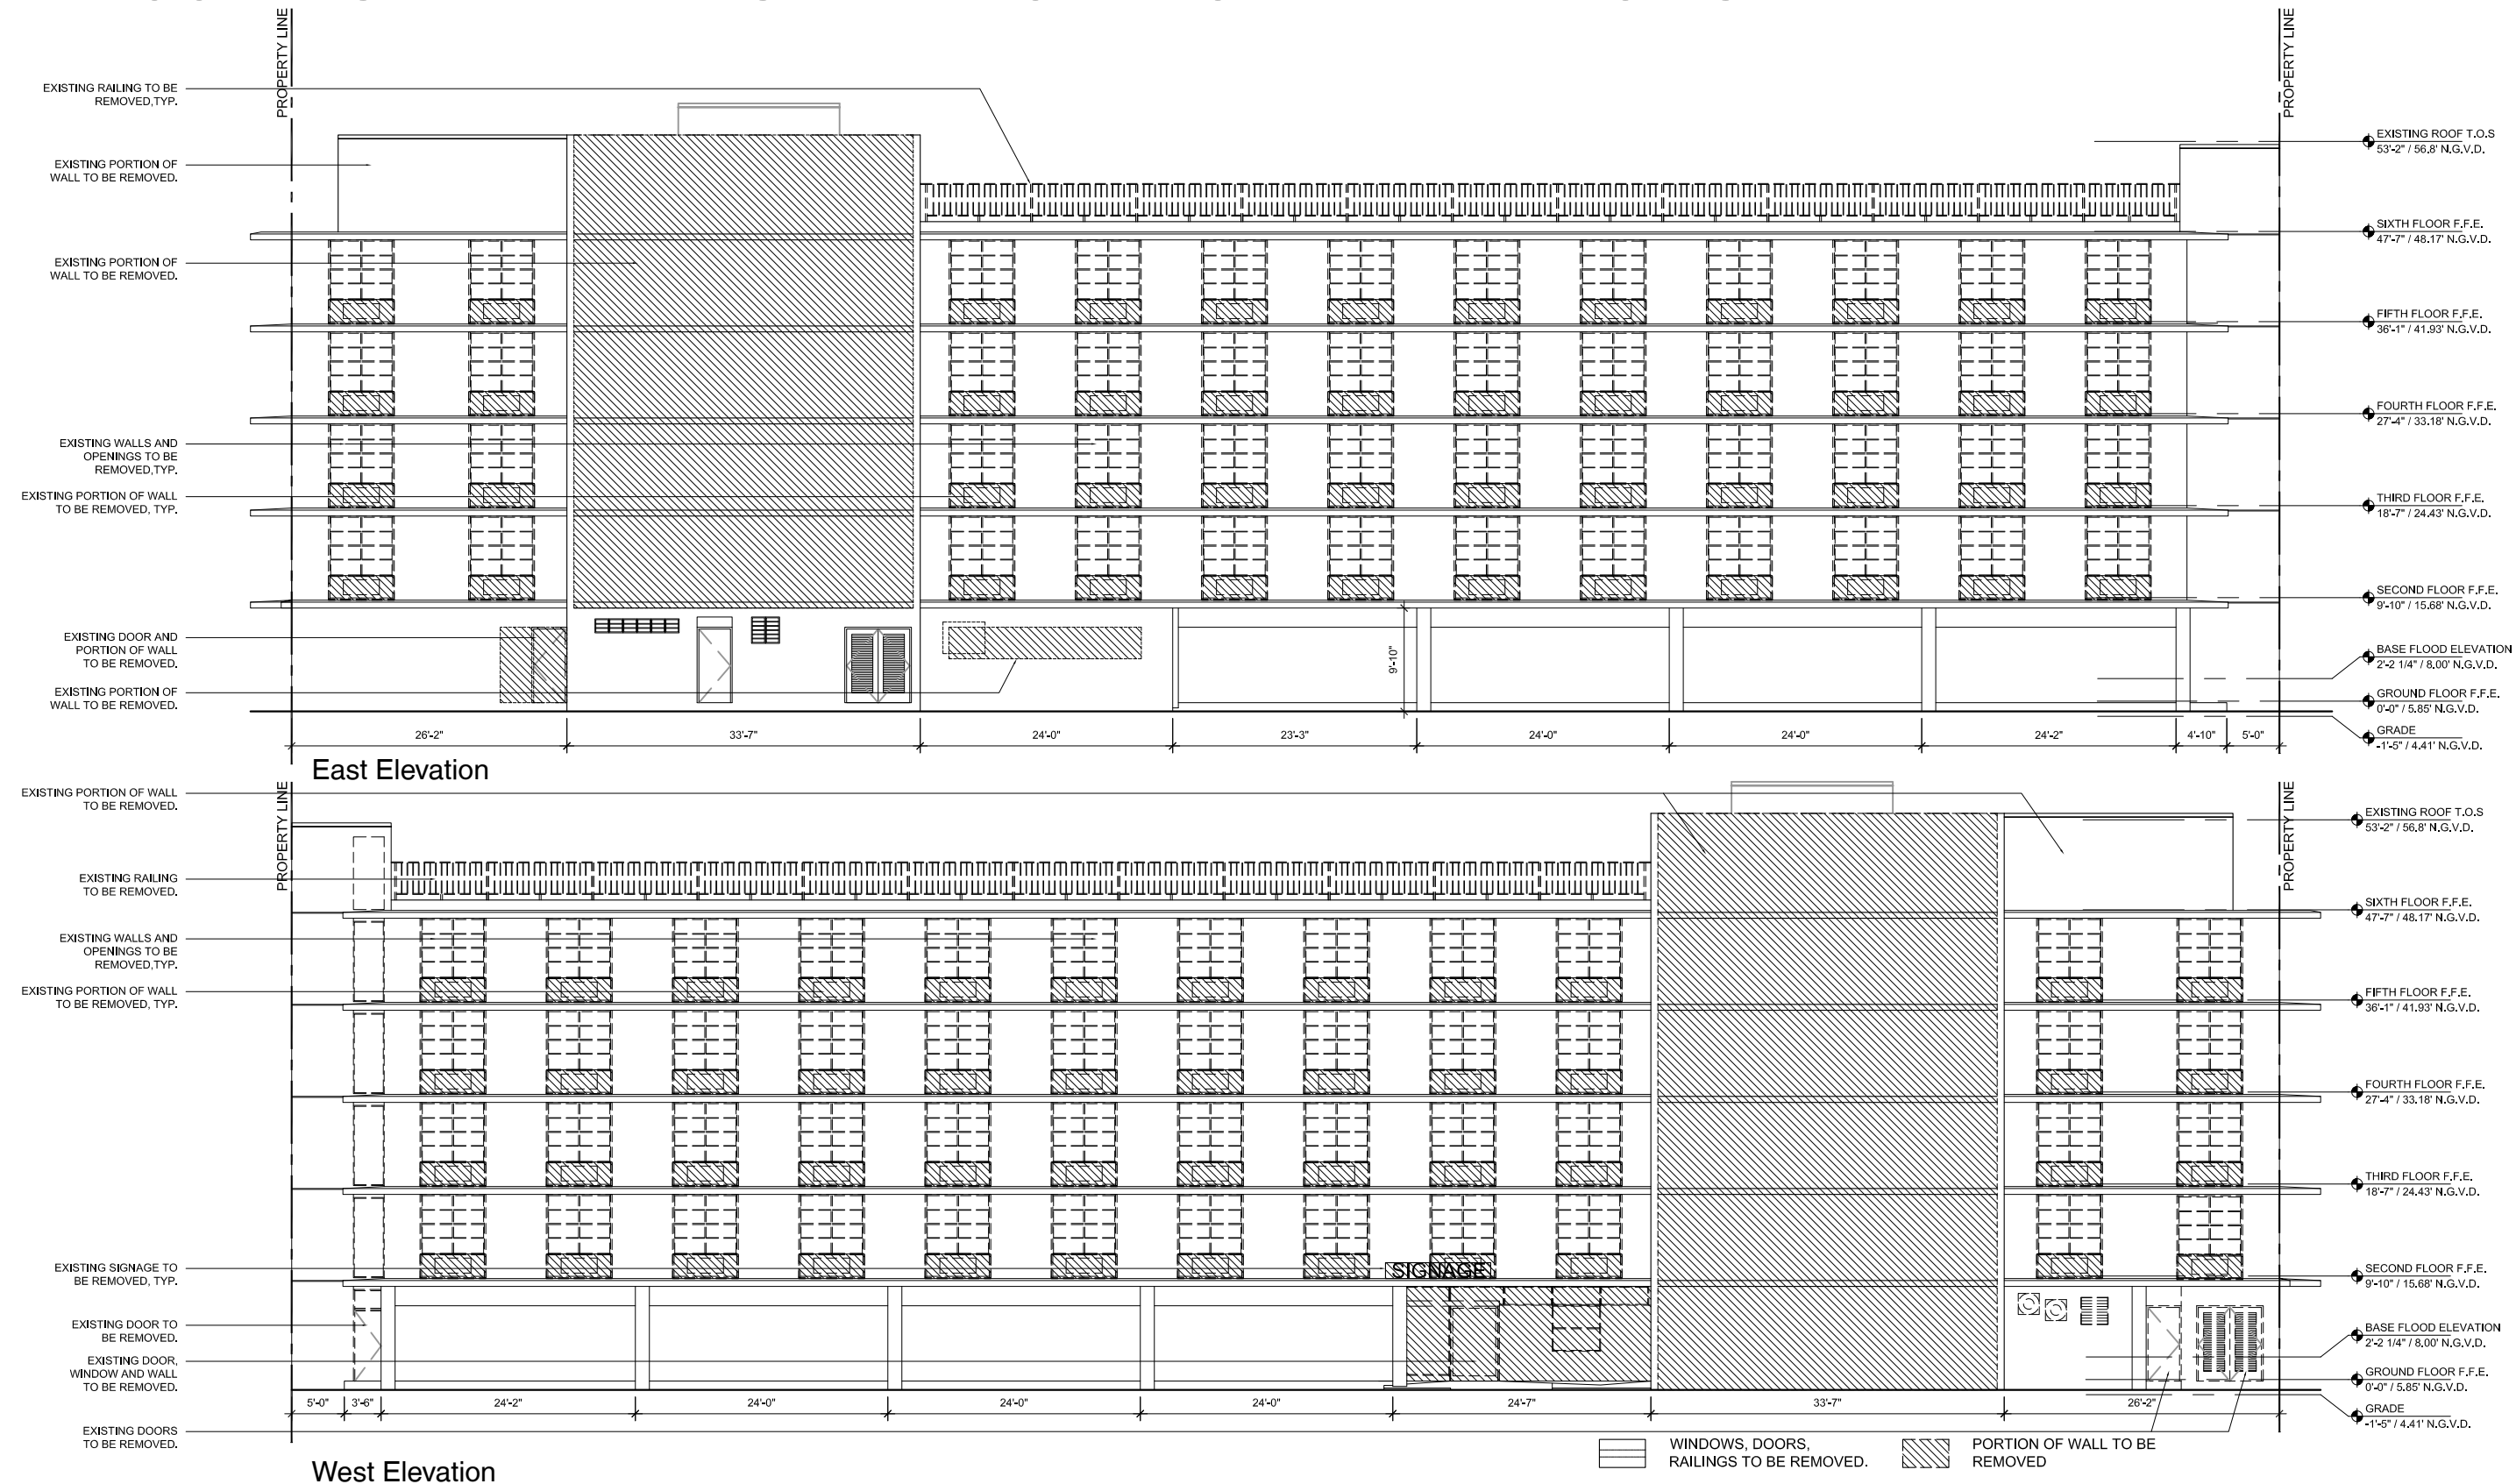 PROPERTY LINE
PROPERTY LINE
EXISTING RAILING TO BE
REMOVED,TYP.
EXISTING PORTION OF
WALL TO BE REMOVED.
EXISTING PORTION OF
WALL TO BE REMOVED.
EXISTING WALLS AND
OPENINGS TO BE
REMOVED,TYP.
EXISTING PORTION OF WALL
TO BE REMOVED, TYP.
EXISTING DOOR AND
PORTION OF WALL
TO BE REMOVED.
EXISTING PORTION OF
WALL TO BE REMOVED.
EXISTING ROOF T.O.S
53'-2" / 56.8' N.G.V.D.
SIXTH FLOOR F.F.E.
47'-7" / 48.17' N.G.V.D.
FIFTH FLOOR F.F.E.
36'-1" / 41.93' N.G.V.D.
FOURTH FLOOR F.F.E.
27'-4" / 33.18' N.G.V.D.
THIRD FLOOR F.F.E.
18'-7" / 24.43' N.G.V.D.
SECOND FLOOR F.F.E.
9'-10" / 15.68' N.G.V.D.
BASE FLOOD ELEVATION
2'-2 1/4" / 8.00' N.G.V.D.
GROUND FLOOR F.F.E.
0'-0" / 5.85' N.G.V.D.
GRADE
-1'-5" / 4.41' N.G.V.D.
9'-10"
26'-2" 33'-7" 24'-0" 23'-3" 24'-0" 24'-0" 24'-2" 4'-10" 5'-0"
East Elevation
PROPERTY LINE
PROPERTY LINE
EXISTING PORTION OF WALL
TO BE REMOVED.
EXISTING RAILING
TO BE REMOVED.
EXISTING WALLS AND
OPENINGS TO BE
REMOVED,TYP.
EXISTING PORTION OF WALL
TO BE REMOVED, TYP.
EXISTING SIGNAGE TO
BE REMOVED, TYP.
EXISTING DOOR TO
BE REMOVED.
EXISTING DOOR,
WINDOW AND WALL
TO BE REMOVED.
EXISTING DOORS
TO BE REMOVED.
SIGNAGE
EXISTING ROOF T.O.S
53'-2" / 56.8' N.G.V.D.
SIXTH FLOOR F.F.E.
47'-7" / 48.17' N.G.V.D.
FIFTH FLOOR F.F.E.
36'-1" / 41.93' N.G.V.D.
FOURTH FLOOR F.F.E.
27'-4" / 33.18' N.G.V.D.
THIRD FLOOR F.F.E.
18'-7" / 24.43' N.G.V.D.
SECOND FLOOR F.F.E.
9'-10" / 15.68' N.G.V.D.
BASE FLOOD ELEVATION
2'-2 1/4" / 8.00' N.G.V.D.
GROUND FLOOR F.F.E.
0'-0" / 5.85' N.G.V.D.
GRADE
-1'-5" / 4.41' N.G.V.D.
5'-0" 3'-6" 24'-2" 24'-0" 24'-0" 24'-0" 24'-7" 33'-7" 26'-2"
West Elevation
WINDOWS, DOORS,
RAILINGS TO BE REMOVED.
PORTION OF WALL TO BE
REMOVED